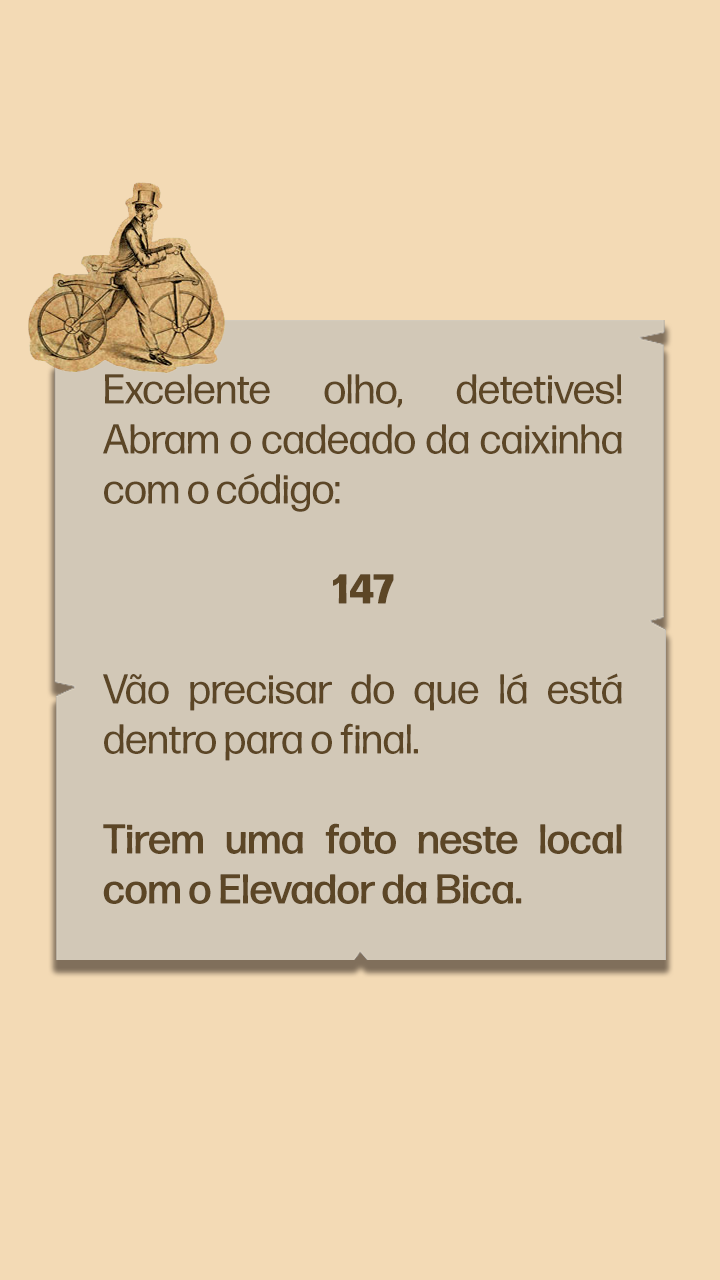 Excelente olho, detetives!
Abram o cadeado da caixinha
com o código:
147
Vão precisar do que lá está
dentro para o final.
Tirem uma foto neste local
com o Elevador da Bica.